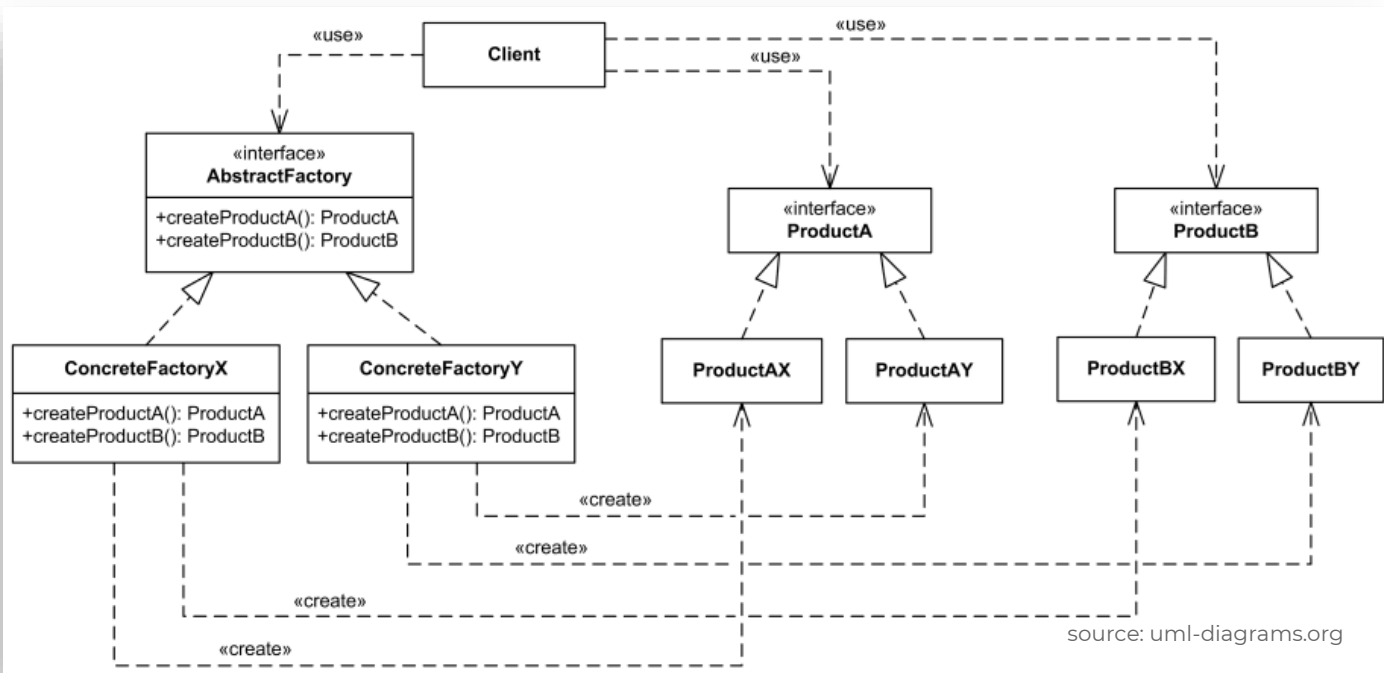 «use»
Client
«use»
«use»
«interface»
AbstractFactory
+createProductA(): ProductA
+createProductB(): ProductB
«interface»
ProductA
«interface»
ProductB
ConcreteFactoryX
+createProductA(): ProductA
+createProductB(): ProductB
ConcreteFactoryY
+createProductA(): ProductA
+createProductB(): ProductB
ProductAX
ProductAY
ProductBX
ProductBY
«create»
«create»
«create»
«create»
source: uml-diagrams.org